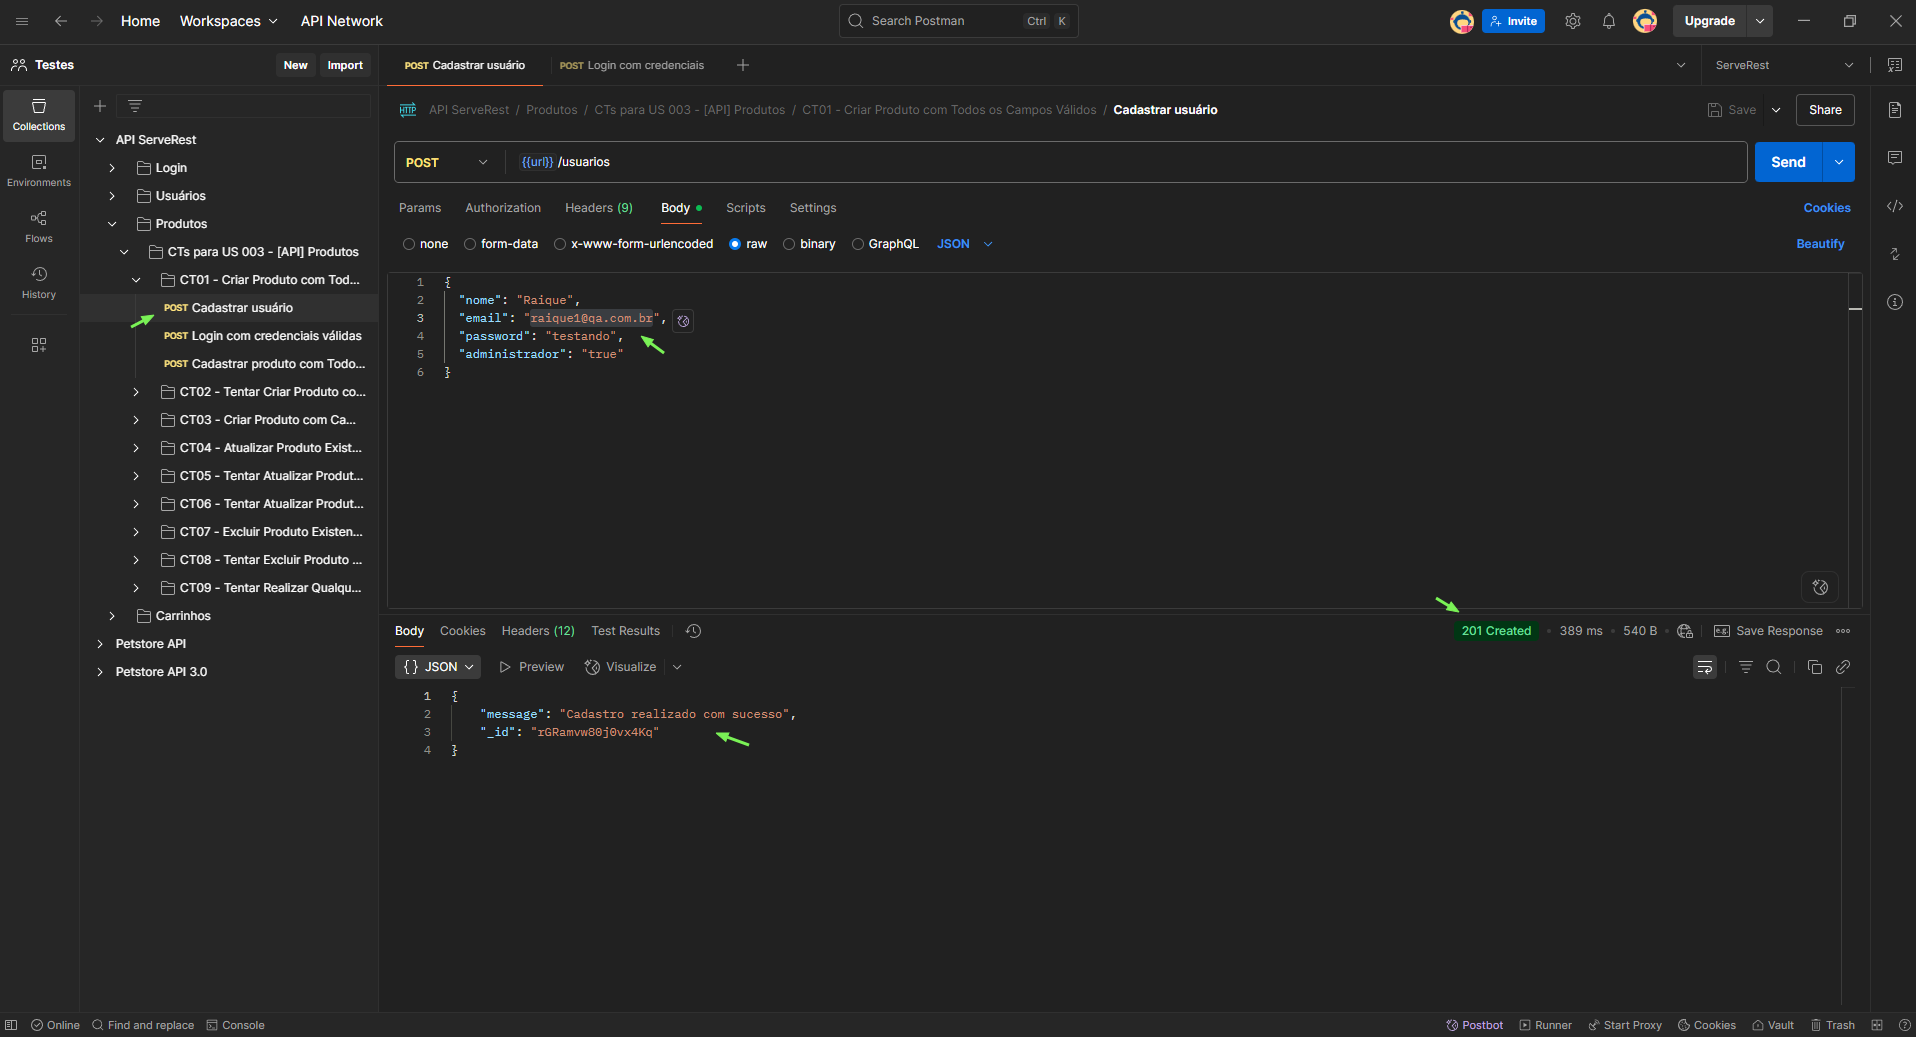 Home Workspaces API Network Search Postman Ctrl K Invite Upgrade
Testes New Import POST Cadastrar usuário POST Login com credenciais ServeRest
API ServeRest / Produtos / CTs para US 003 - [API] Produtos / CT01 - Criar Produto com Todos os Campos Válidos / Cadastrar usuário Save Share
Collections
Environments
Flows
History
API ServeRest
Login
Usuários
Produtos
CTs para US 003 - [API] Produtos
CT01 - Criar Produto com Tod...
POST Cadastrar usuário
POST Login com credenciais válidas
POST Cadastrar produto com Todo...
CT02 - Tentar Criar Produto co...
CT03 - Criar Produto com Ca...
CT04 - Atualizar Produto Exist...
CT05 - Tentar Atualizar Produt...
CT06 - Tentar Atualizar Produt...
CT07 - Excluir Produto Existen...
CT08 - Tentar Excluir Produto ...
CT09 - Tentar Realizar Qualqu...
Carrinhos
Petstore API
Petstore API 3.0
POST {{url}} /usuarios Send
Params Authorization Headers (9) Body Scripts Settings Cookies
none form-data x-www-form-urlencoded raw binary GraphQL JSON Beautify
1 {
2 "nome": "Raique",
3 "email": "raique1@qa.com.br",
4 "password": "testando",
5 "administrador": "true"
6 }
Body Cookies Headers (12) Test Results 201 Created • 389 ms • 540 B e.g. Save Response
{} JSON Preview Visualize
1 {
2 "message": "Cadastro realizado com sucesso",
3 "_id": "rGRamvw80j0vx4Kq"
4 }
Online Find and replace Console Postbot Runner Start Proxy Cookies Vault Trash